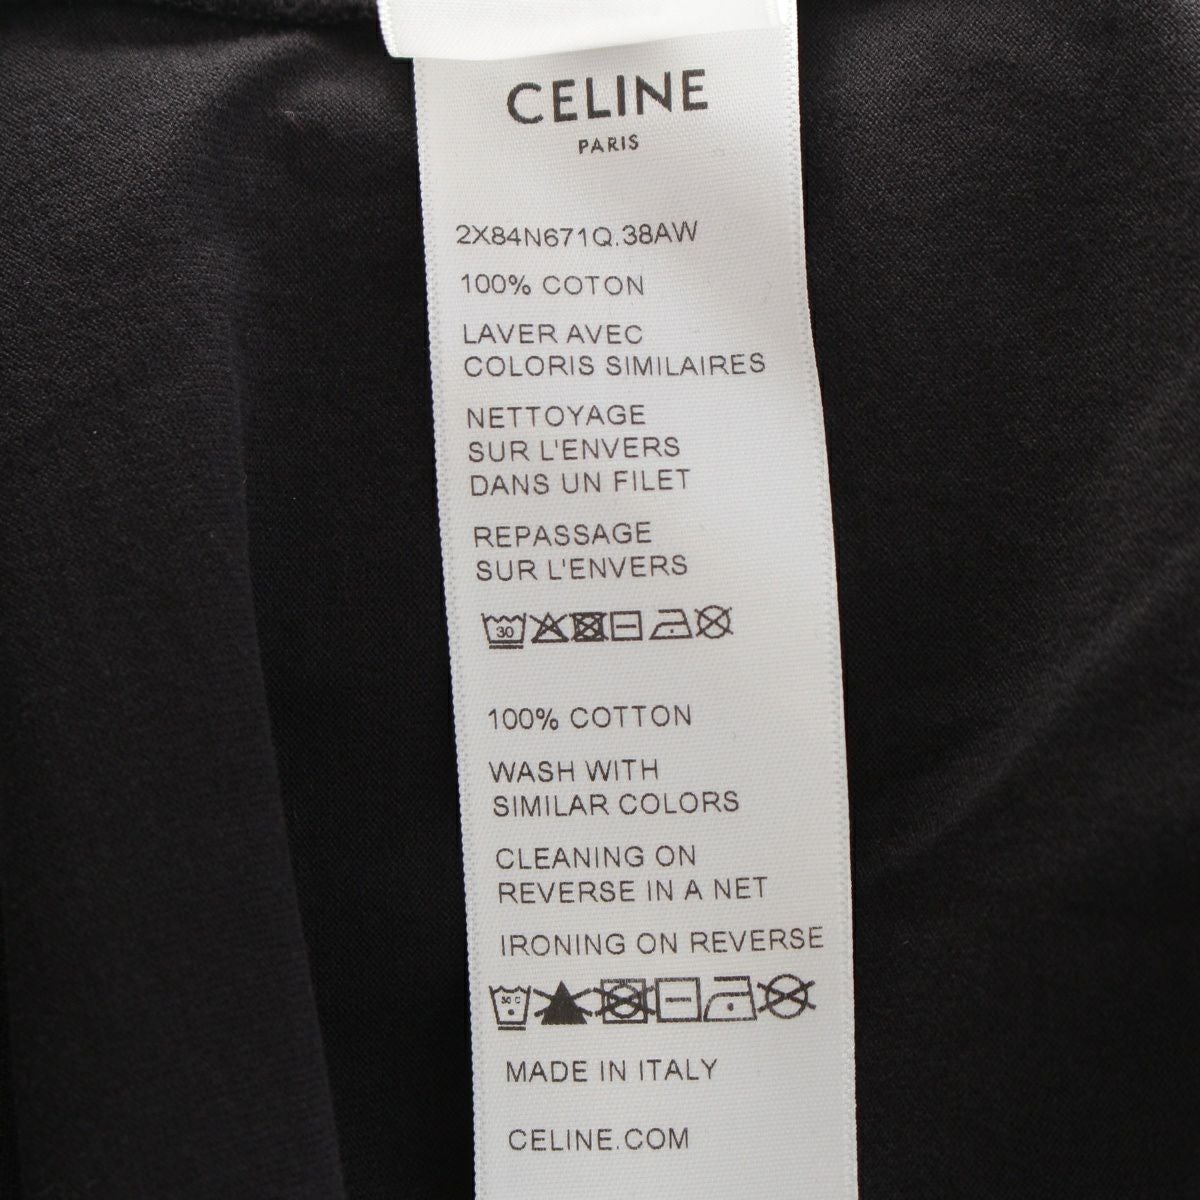 CELINE
PARIS
2X84N671Q.38AW
100% COTON
LAVER AVEC
COLORIS SIMILAIRES
NETTOYAGE
SUR L'ENVERS
DANS UN FILET
REPASSAGE
SUR L'ENVERS
30
100% COTTON
WASH WITH
SIMILAR COLORS
CLEANING ON
REVERSE IN A NET
IRONING ON REVERSE
30 C
MADE IN ITALY
CELINE.COM